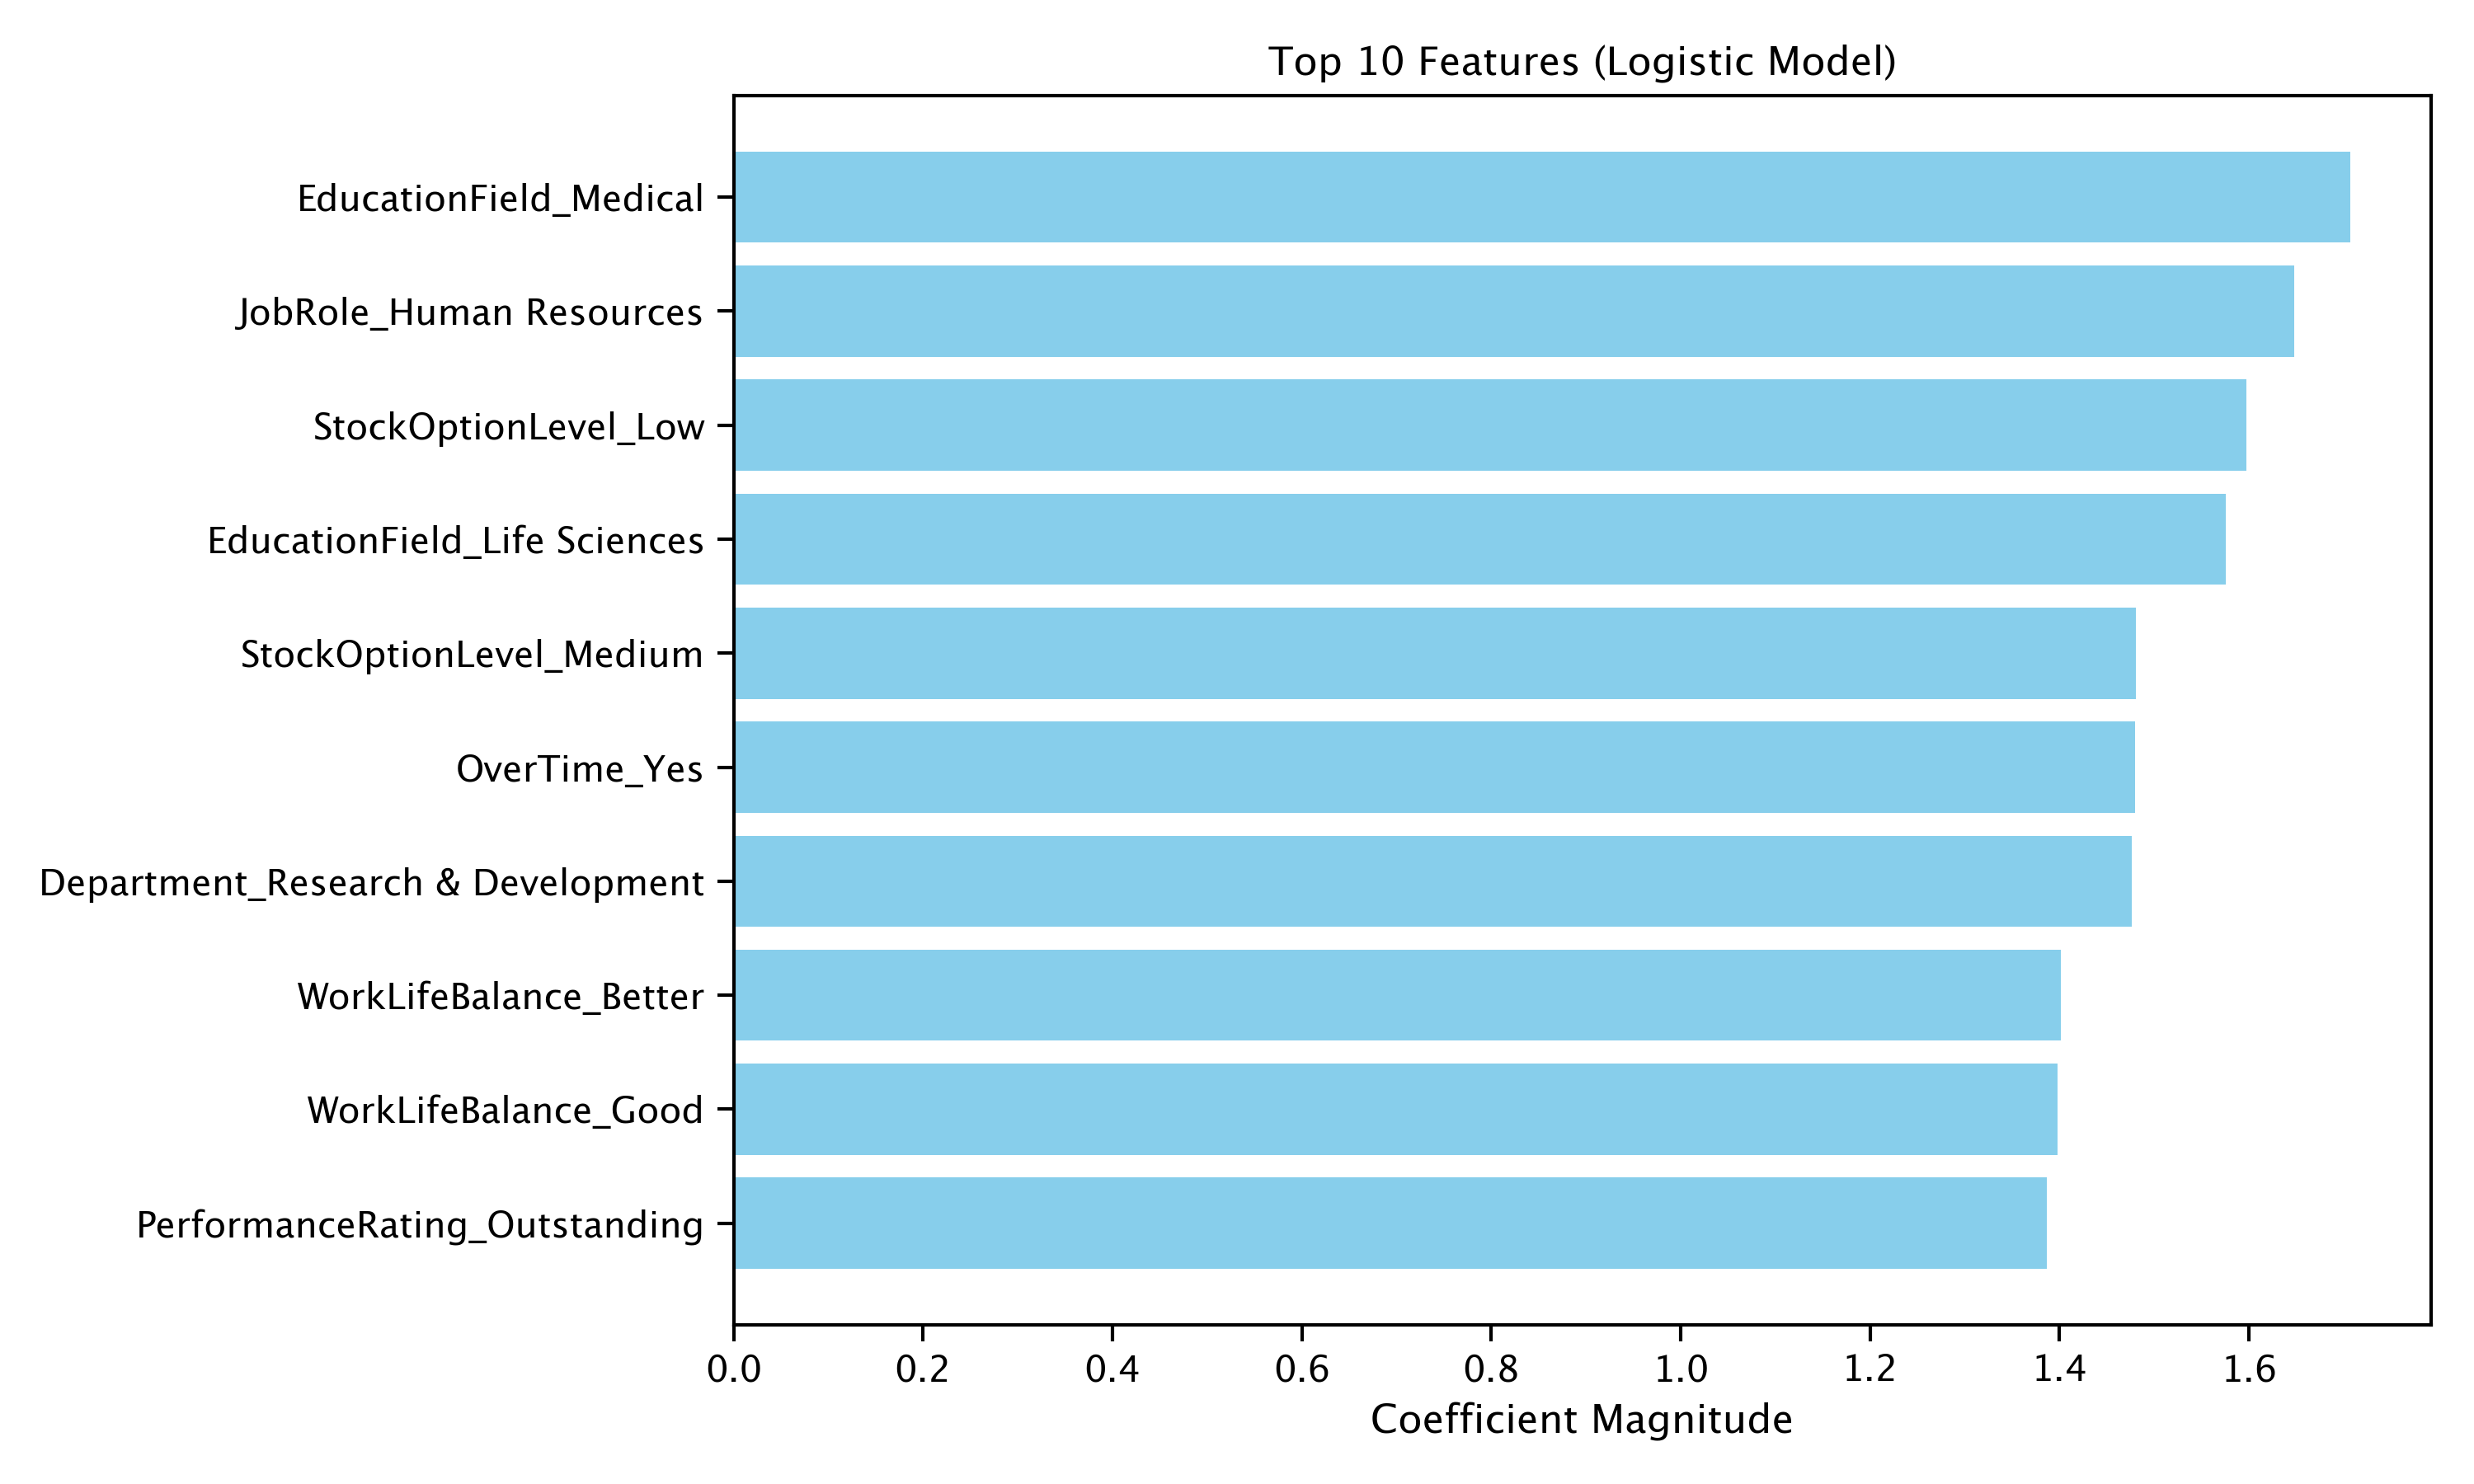 Top 10 Features (Logistic Model)
EducationField_Medical
JobRole_Human Resources
StockOptionLevel_Low
EducationField_Life Sciences
StockOptionLevel_Medium
OverTime_Yes
Department_Research & Development
WorkLifeBalance_Better
WorkLifeBalance_Good
PerformanceRating_Outstanding
0.0 0.2 0.4 0.6 0.8 1.0 1.2 1.4 1.6
Coefficient Magnitude